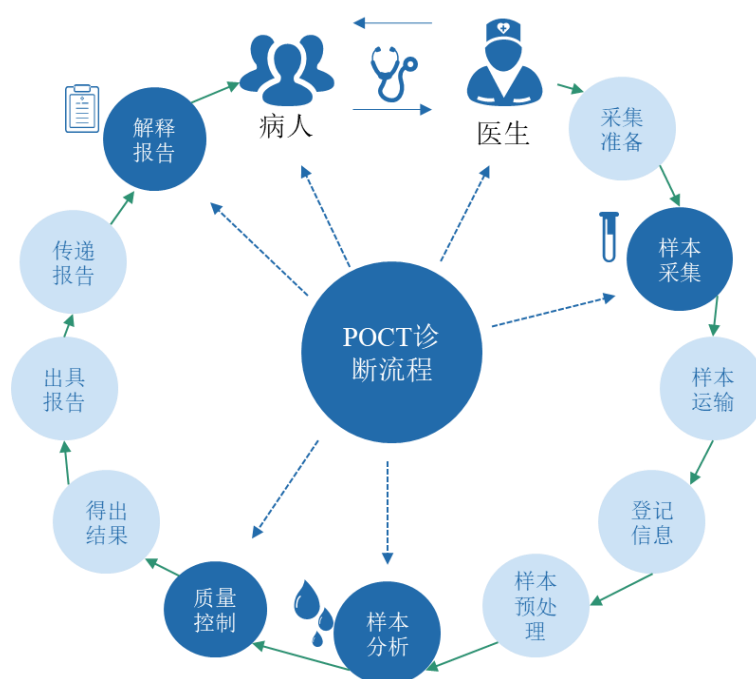 病人
医生
采集
准备
样本
采集
样本
运输
登记
信息
样本
预处
理
样本
分析
质量
控制
得出
结果
出具
报告
传递
报告
解释
报告
POCT诊
断流程